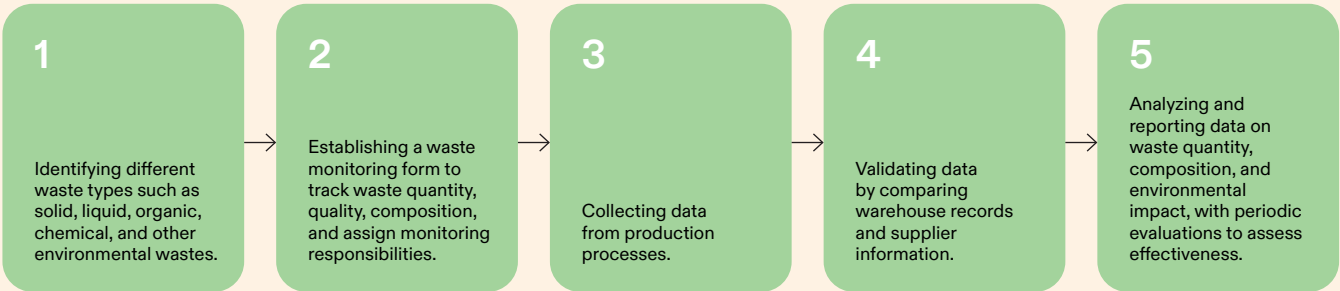 1
Identifying different
waste types such as
solid, liquid, organic,
chemical, and other
environmental wastes.
2
Establishing a waste
monitoring form to
track waste quantity,
quality, composition,
and assign monitoring
responsibilities.
3
Collecting data
from production
processes.
4
Validating data
by comparing
warehouse records
and supplier
information.
5
Analyzing and
reporting data on
waste quantity,
composition, and
environmental
impact, with periodic
evaluations to assess
effectiveness.